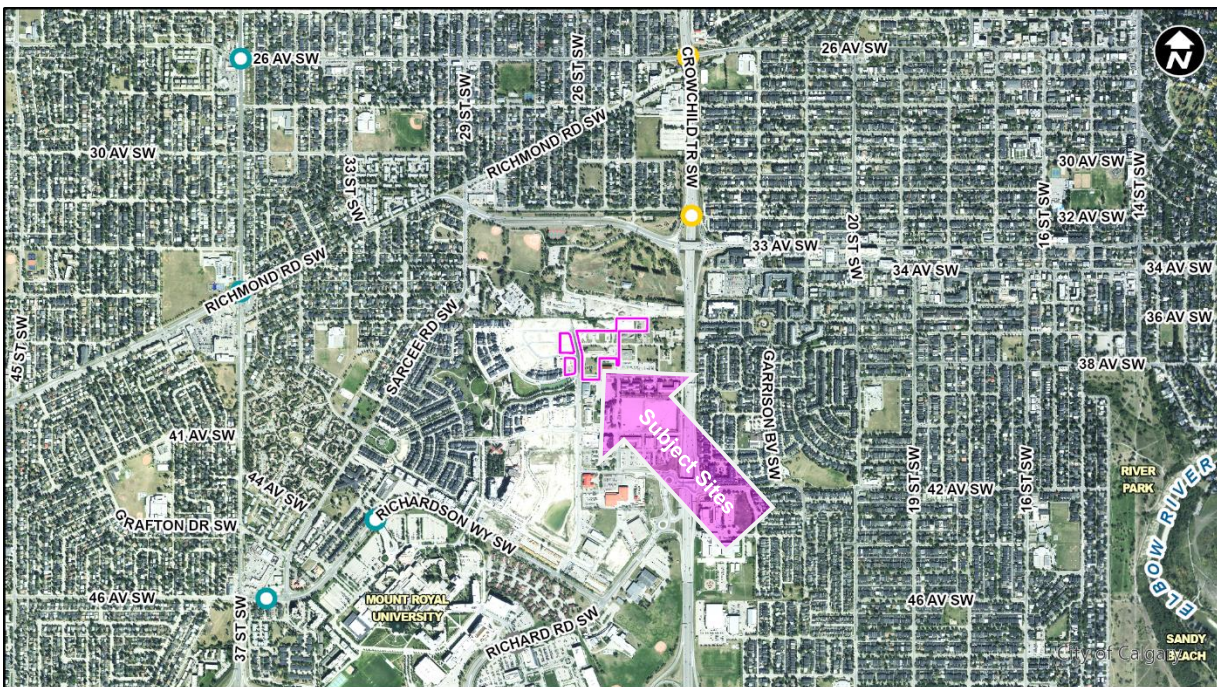 26 AV SW
26 ST SW
CROWCHILD TR SW
26 AV SW
N
29 ST SW
RICHMOND RD SW
30 AV SW
33 ST SW
30 AV SW
16 ST SW
14 ST SW
32 AV SW
20 ST SW
33 AV SW
34 AV SW
34 AV SW
RICHMOND RD SW
36 AV SW
45 ST SW
SARCEE RD SW
GARRISON BV SW
38 AV SW
Subject Sites
41 AV SW
44 AV SW
GRAFTON DR SW
RICHARDSON WY SW
19 ST SW
42 AV SW
16 ST SW
RIVER
PARK
ELBOW RIVER
46 AV SW
MOUNT ROYAL
UNIVERSITY
46 AV SW
37 ST SW
RICHARD RD SW
SANDY
BEACH
City of Calgary